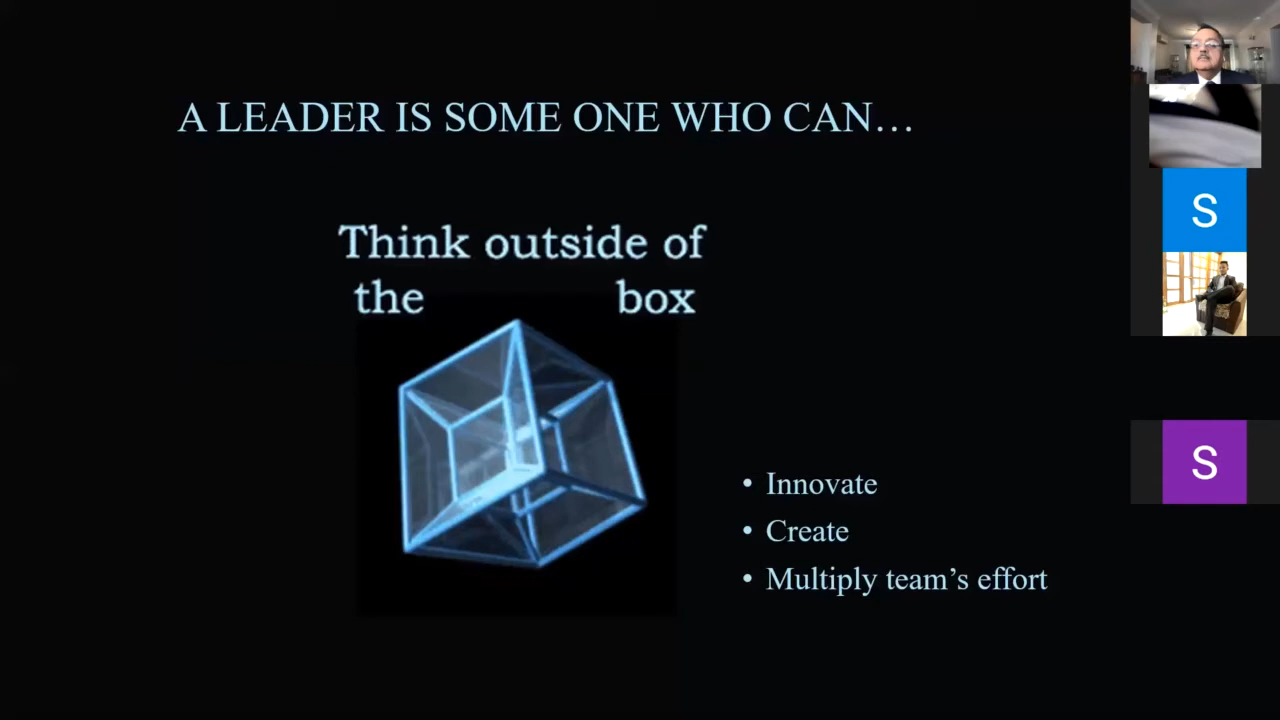 A LEADER IS SOME ONE WHO CAN…
Think outside of
the box
• Innovate
• Create
• Multiply team’s effort
S
S